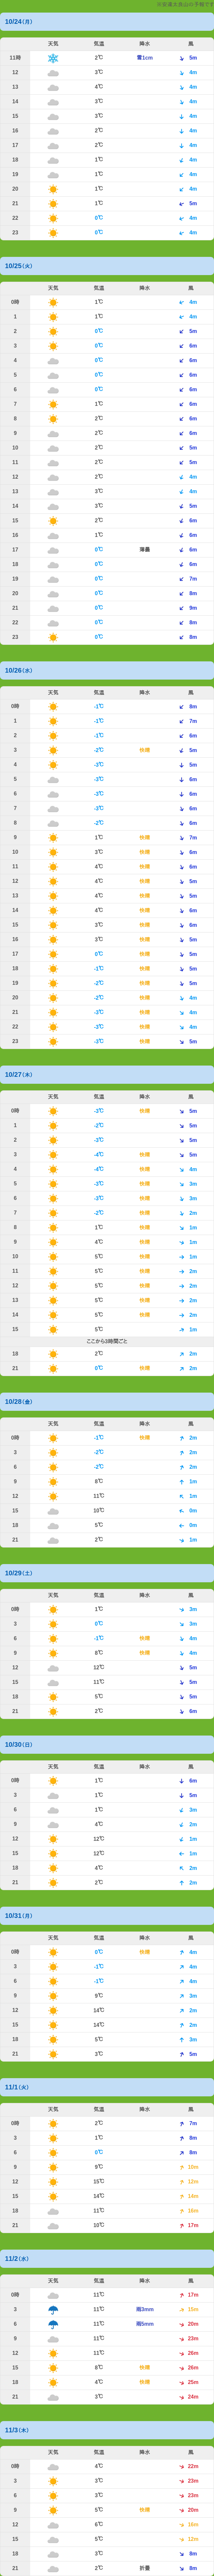 10/24(月)
天気 気温 降水 風
11時 2℃ 雪1cm 5m
12 3℃ 4m
13 4℃ 4m
14 3℃ 4m
15 3℃ 4m
16 2℃ 4m
17 2℃ 4m
18 1℃ 4m
19 1℃ 4m
20 1℃ 4m
21 1℃ 5m
22 0℃ 4m
23 0℃ 4m
10/25(火)
天気 気温 降水 風
0時 1℃ 4m
1 1℃ 4m
2 0℃ 5m
3 0℃ 6m
4 0℃ 6m
5 0℃ 6m
6 0℃ 6m
7 1℃ 6m
8 2℃ 6m
9 2℃ 6m
10 2℃ 5m
11 2℃ 5m
12 2℃ 4m
13 3℃ 4m
14 3℃ 5m
15 2℃ 6m
16 1℃ 6m
17 0℃ 薄曇 6m
18 0℃ 6m
19 0℃ 7m
20 0℃ 8m
21 0℃ 9m
22 0℃ 8m
23 0℃ 8m
10/26(水)
天気 気温 降水 風
0時 -1℃ 8m
1 -1℃ 7m
2 -1℃ 6m
3 -2℃ 快晴 5m
4 -3℃ 5m
5 -3℃ 6m
6 -3℃ 6m
7 -3℃ 6m
8 -2℃ 6m
9 1℃ 快晴 7m
10 3℃ 快晴 6m
11 4℃ 快晴 6m
12 4℃ 快晴 5m
13 4℃ 快晴 5m
14 4℃ 快晴 6m
15 3℃ 快晴 6m
16 3℃ 快晴 5m
17 0℃ 快晴 5m
18 -1℃ 快晴 5m
19 -2℃ 快晴 5m
20 -2℃ 快晴 4m
21 -3℃ 快晴 4m
22 -3℃ 快晴 4m
23 -3℃ 快晴 5m
10/27(木)
天気 気温 降水 風
0時 -3℃ 快晴 5m
1 -2℃ 5m
2 -3℃ 5m
3 -4℃ 快晴 5m
4 -4℃ 快晴 4m
5 -3℃ 快晴 3m
6 -3℃ 快晴 3m
7 -2℃ 快晴 2m
8 1℃ 快晴 1m
9 4℃ 快晴 1m
10 5℃ 快晴 1m
11 5℃ 快晴 2m
12 5℃ 快晴 2m
13 5℃ 快晴 2m
14 5℃ 快晴 2m
15 5℃ 1m
ここから3時間ごと
18 2℃ 2m
21 0℃ 快晴 2m
10/28(金)
天気 気温 降水 風
0時 -1℃ 快晴 2m
3 -2℃ 2m
6 -2℃ 2m
9 8℃ 1m
12 11℃ 1m
15 10℃ 0m
18 5℃ 0m
21 2℃ 1m
10/29(土)
天気 気温 降水 風
0時 1℃ 3m
3 0℃ 3m
6 -1℃ 快晴 4m
9 8℃ 快晴 4m
12 12℃ 5m
15 11℃ 5m
18 5℃ 5m
21 2℃ 6m
10/30(日)
天気 気温 降水 風
0時 1℃ 6m
3 1℃ 5m
6 1℃ 3m
9 4℃ 2m
12 12℃ 1m
15 12℃ 1m
18 4℃ 2m
21 2℃ 2m
10/31(月)
天気 気温 降水 風
0時 0℃ 快晴 4m
3 -1℃ 4m
6 -1℃ 4m
9 9℃ 3m
12 14℃ 2m
15 14℃ 2m
18 5℃ 3m
21 3℃ 5m
11/1(火)
天気 気温 降水 風
0時 2℃ 7m
3 1℃ 8m
6 0℃ 8m
9 9℃ 10m
12 15℃ 12m
15 14℃ 14m
18 11℃ 16m
21 10℃ 17m
11/2(水)
天気 気温 降水 風
0時 11℃ 17m
3 11℃ 雨3mm 15m
6 11℃ 雨5mm 20m
9 11℃ 23m
12 11℃ 26m
15 8℃ 快晴 26m
18 4℃ 快晴 25m
21 3℃ 24m
11/3(木)
天気 気温 降水 風
0時 4℃ 22m
3 3℃ 23m
6 3℃ 23m
9 5℃ 快晴 20m
12 6℃ 16m
15 5℃ 12m
18 3℃ 8m
21 2℃ 折曇 8m